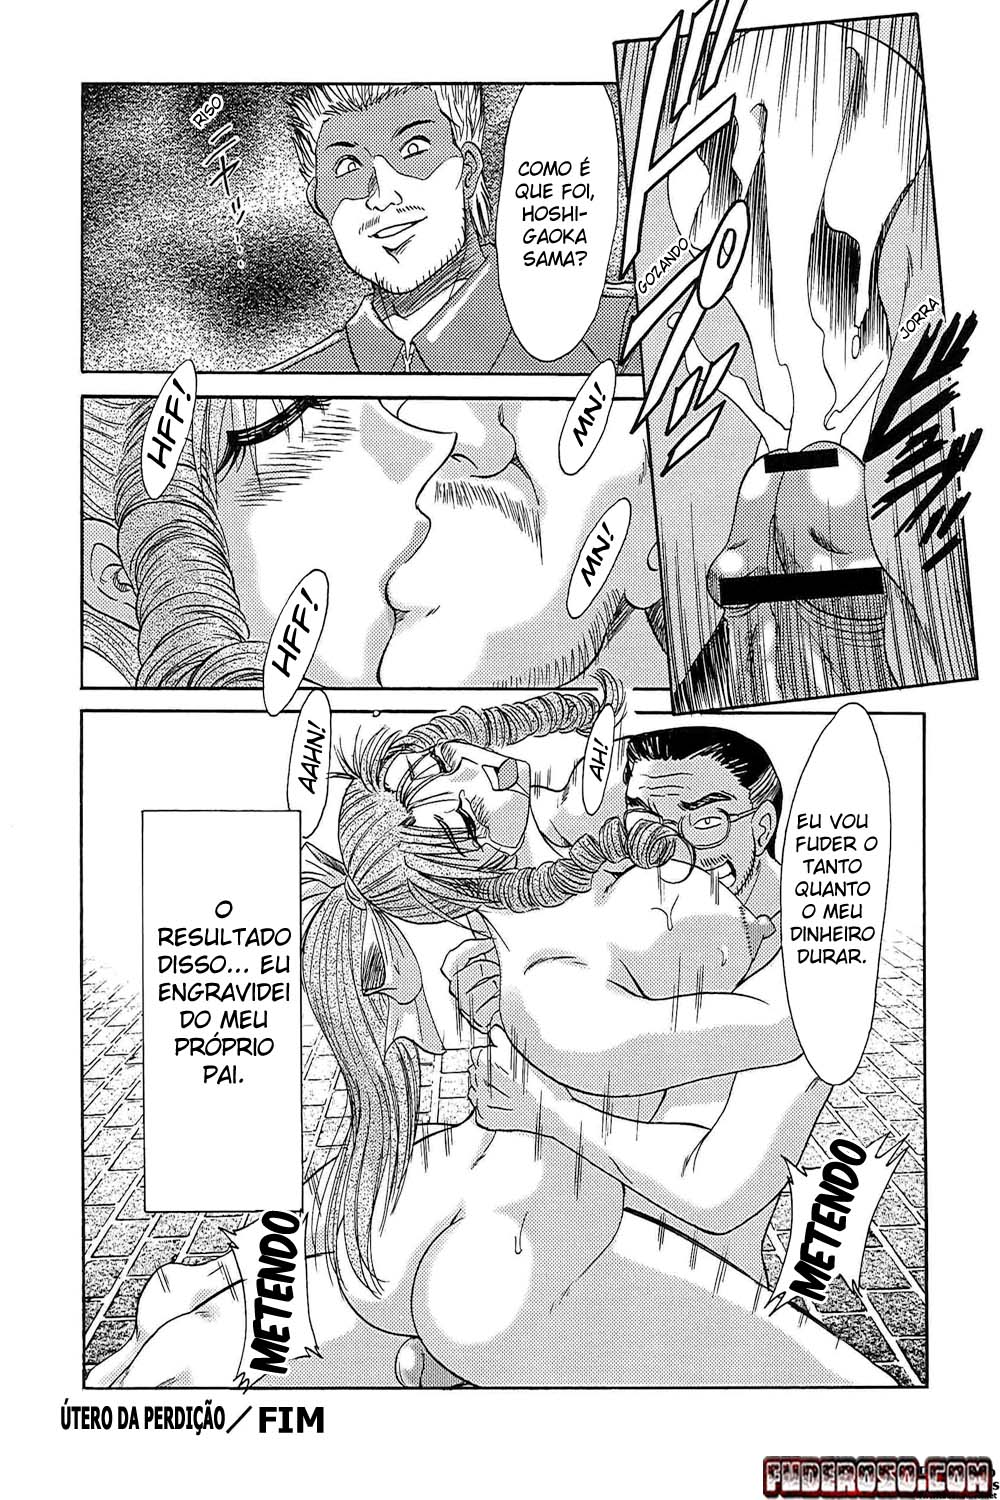 GOZANDO
JORRA
COMO É
QUE FOI,
HOSHI-
GAOKA
SAMA?
RISO
MN!
HFF!
MN!
HFF!
EU VOU
FUDER O
TANTO
QUANTO
O MEU
DINHEIRO
DURAR.
AH!
AAHN!
O
RESULTADO
DISSO... EU
ENGRAVIDEI
DO MEU
PRÓPRIO
PAI.
METENDO
METENDO
ÚTERO DA PERDIÇÃO/FIM
FUDEROSO.COM